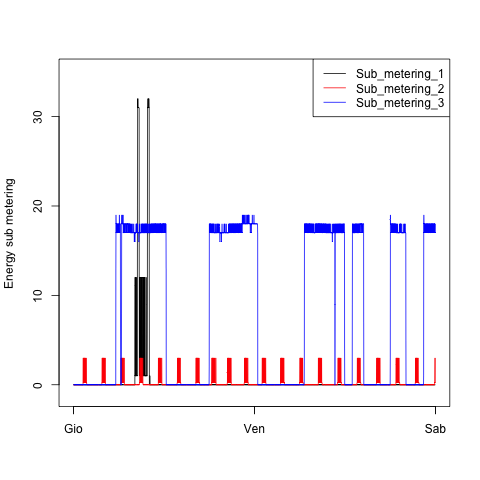 Sub_metering_1
Sub_metering_2
Sub_metering_3
Energy sub metering
30
20
10
0
Gio Ven Sab